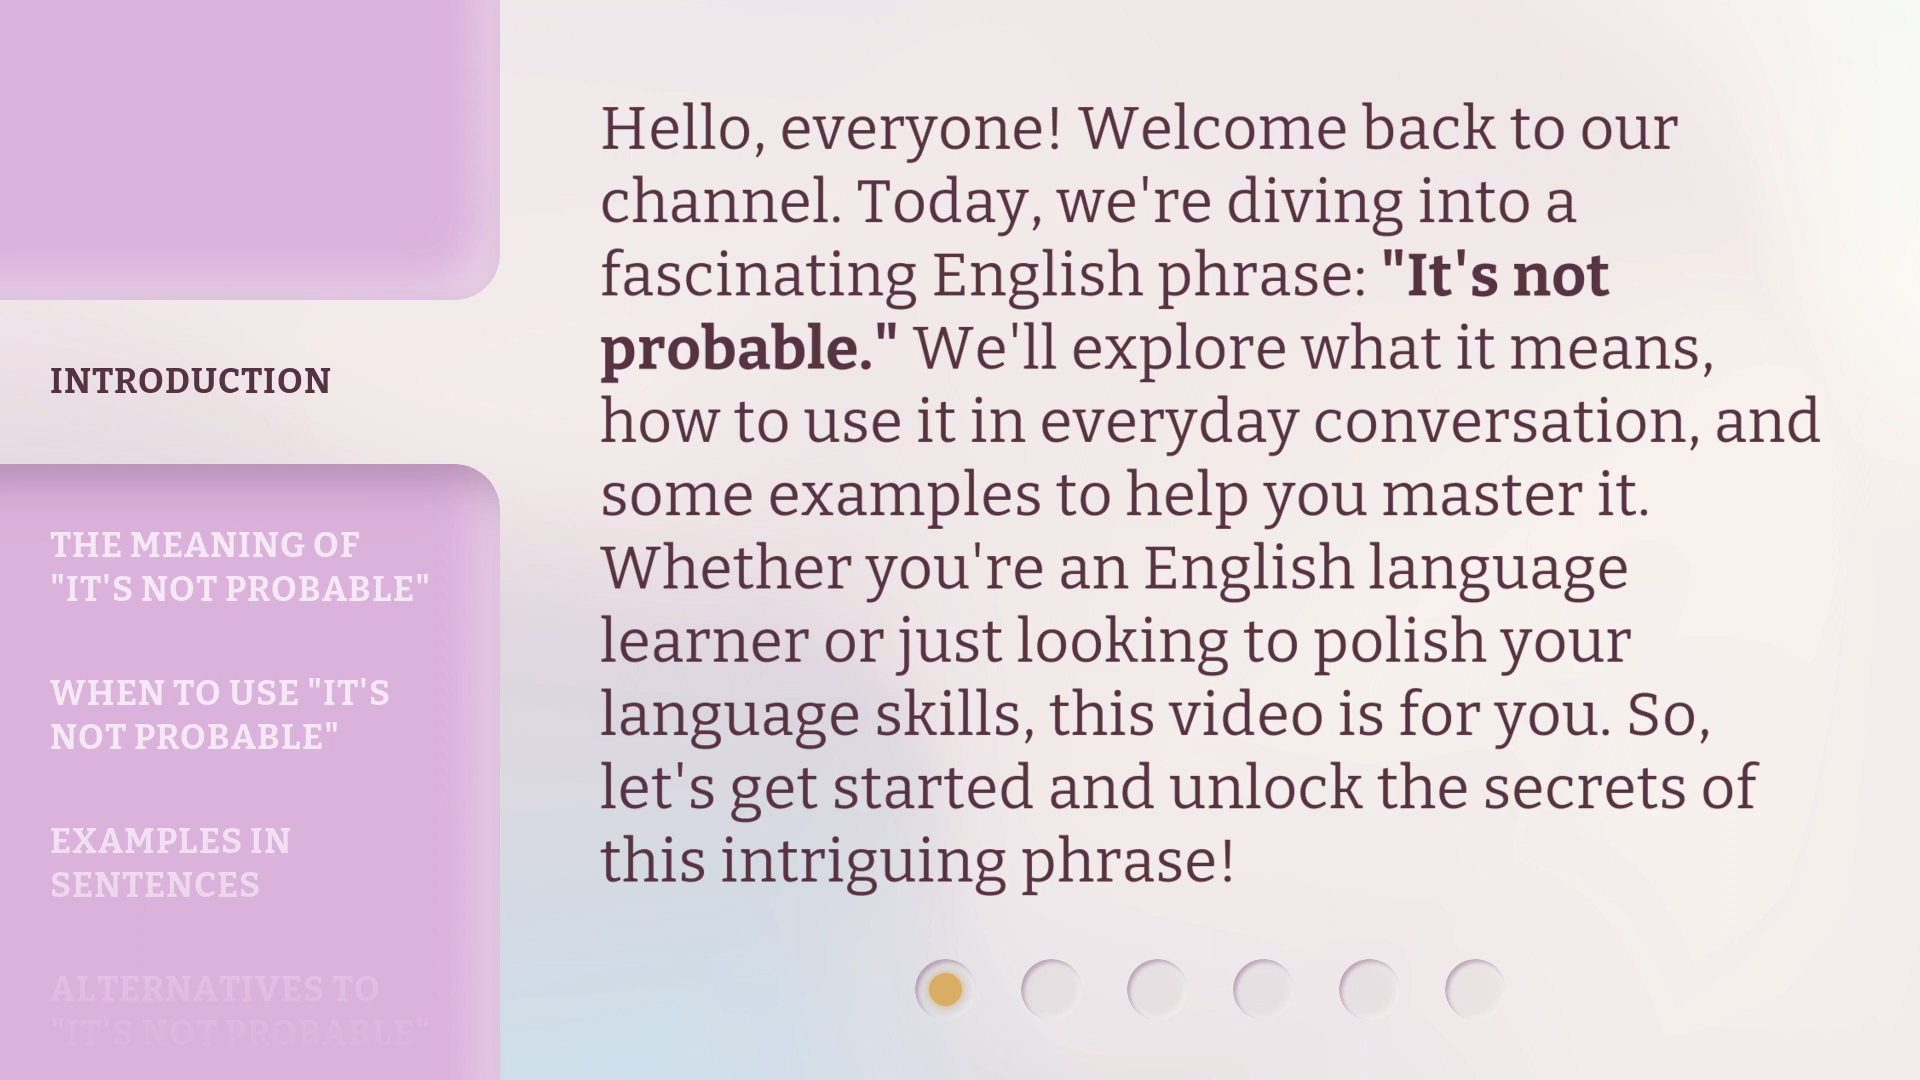 INTRODUCTION
THE MEANING OF
"IT'S NOT PROBABLE"
WHEN TO USE "IT'S
NOT PROBABLE"
EXAMPLES IN
SENTENCES
ALTERNATIVES TO
"IT'S NOT PROBABLE"
Hello, everyone! Welcome back to our
channel. Today, we're diving into a
fascinating English phrase: "It's not
probable." We'll explore what it means,
how to use it in everyday conversation, and
some examples to help you master it.
Whether you're an English language
learner or just looking to polish your
language skills, this video is for you. So,
let's get started and unlock the secrets of
this intriguing phrase!